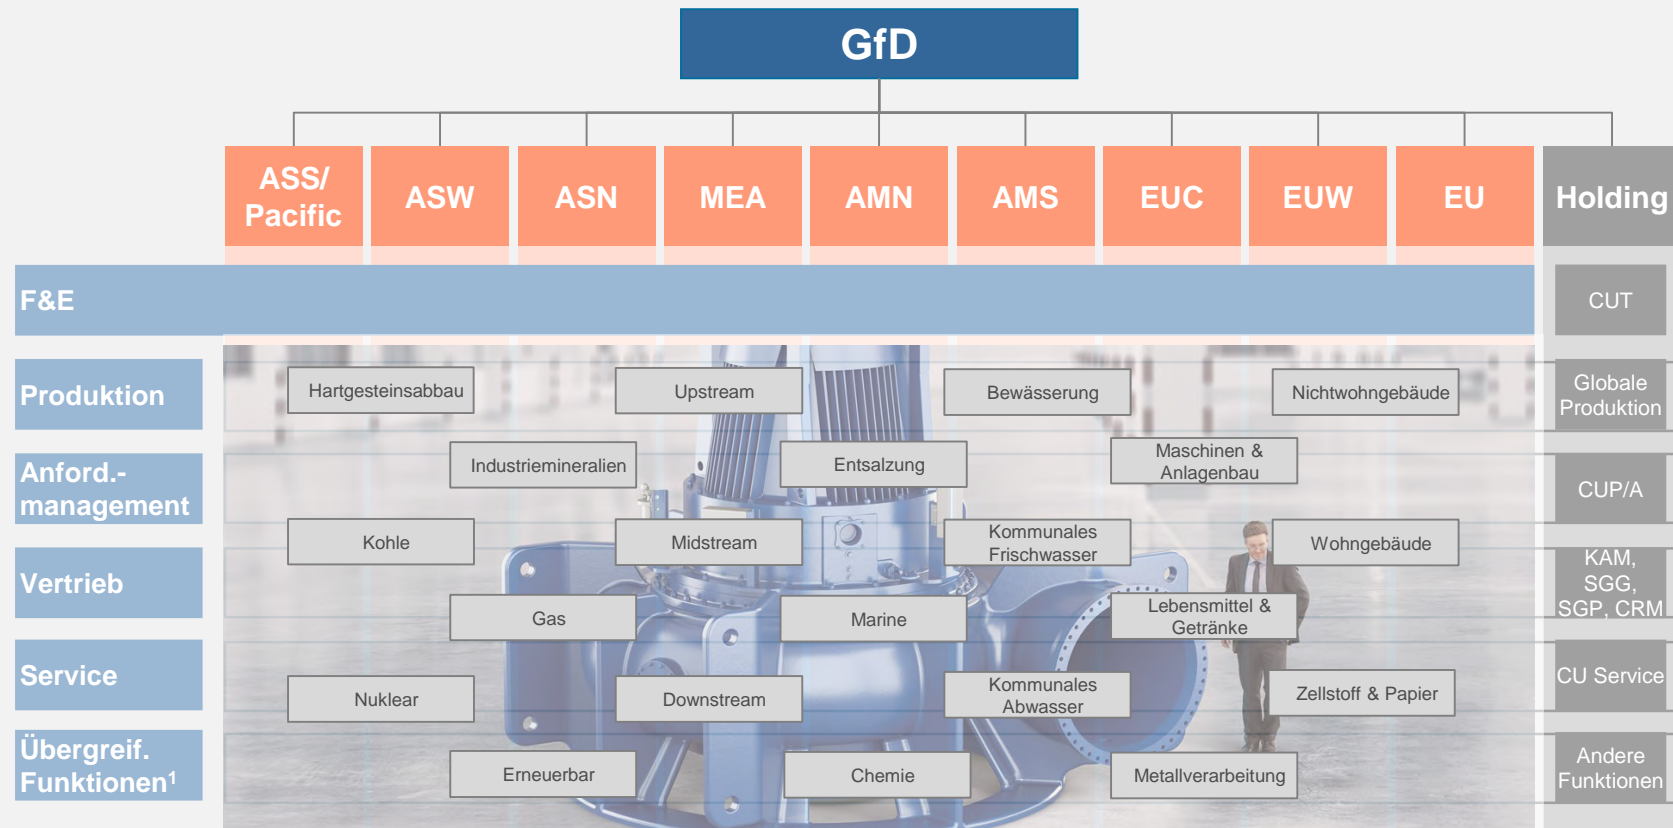 GfD
ASS/
Pacific
ASW
ASN
MEA
AMN
AMS
EUC
EUW
EU
Holding
F&E
CUT
Produktion
Hartgesteinsabbau
Upstream
Bewässerung
Nichtwohngebäude
Globale
Produktion
Industriemineralien
Entsalzung
Maschinen &
Anlagenbau
Anford.-
management
CUP/A
Kohle
Midstream
Kommunales
Frischwasser
Wohngebäude
Vertrieb
KAM,
SGG,
SGP, CRM
Gas
Marine
Lebensmittel &
Getränke
Service
Nuklear
Downstream
Kommunales
Abwasser
Zellstoff & Papier
CU Service
Übergreif.
Funktionen¹
Erneuerbar
Chemie
Metallverarbeitung
Andere
Funktionen